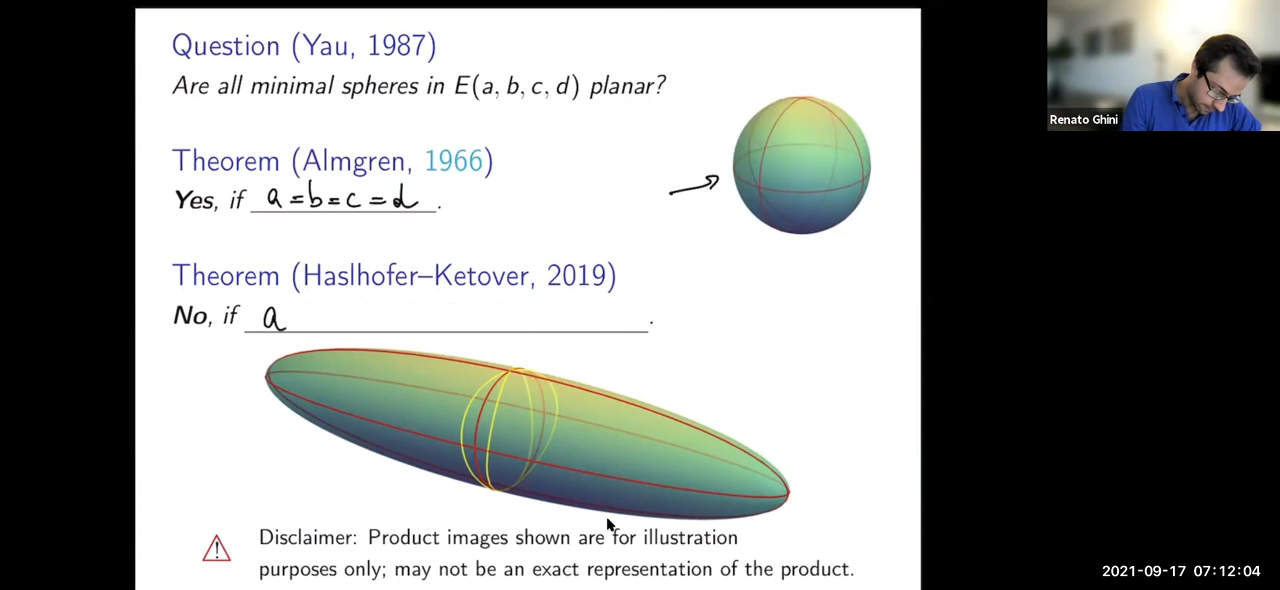 Question (Yau, 1987)
Are all minimal spheres in E(a, b, c, d) planar?
Theorem (Almgren, 1966)
Yes, if a=b=c=d.
Theorem (Haslhofer–Ketover, 2019)
No, if a.
Disclaimer: Product images shown are for illustration
purposes only; may not be an exact representation of the product.
Renato Ghini
2021-09-17 07:12:04